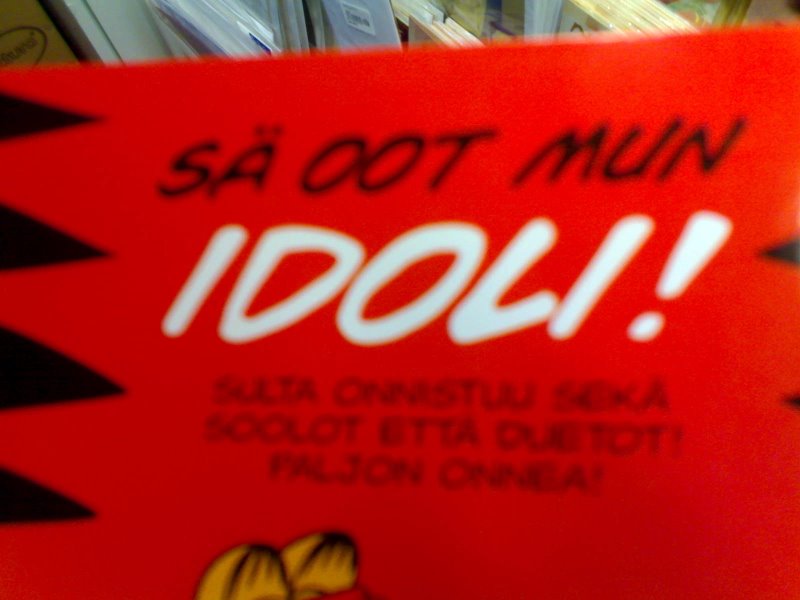 SÄ OOT MUN
IDOLI!
SULTA ONNISTUU SEKÄ
SOOLOT ETTÄ DUETOT!
PALJON ONNEA!